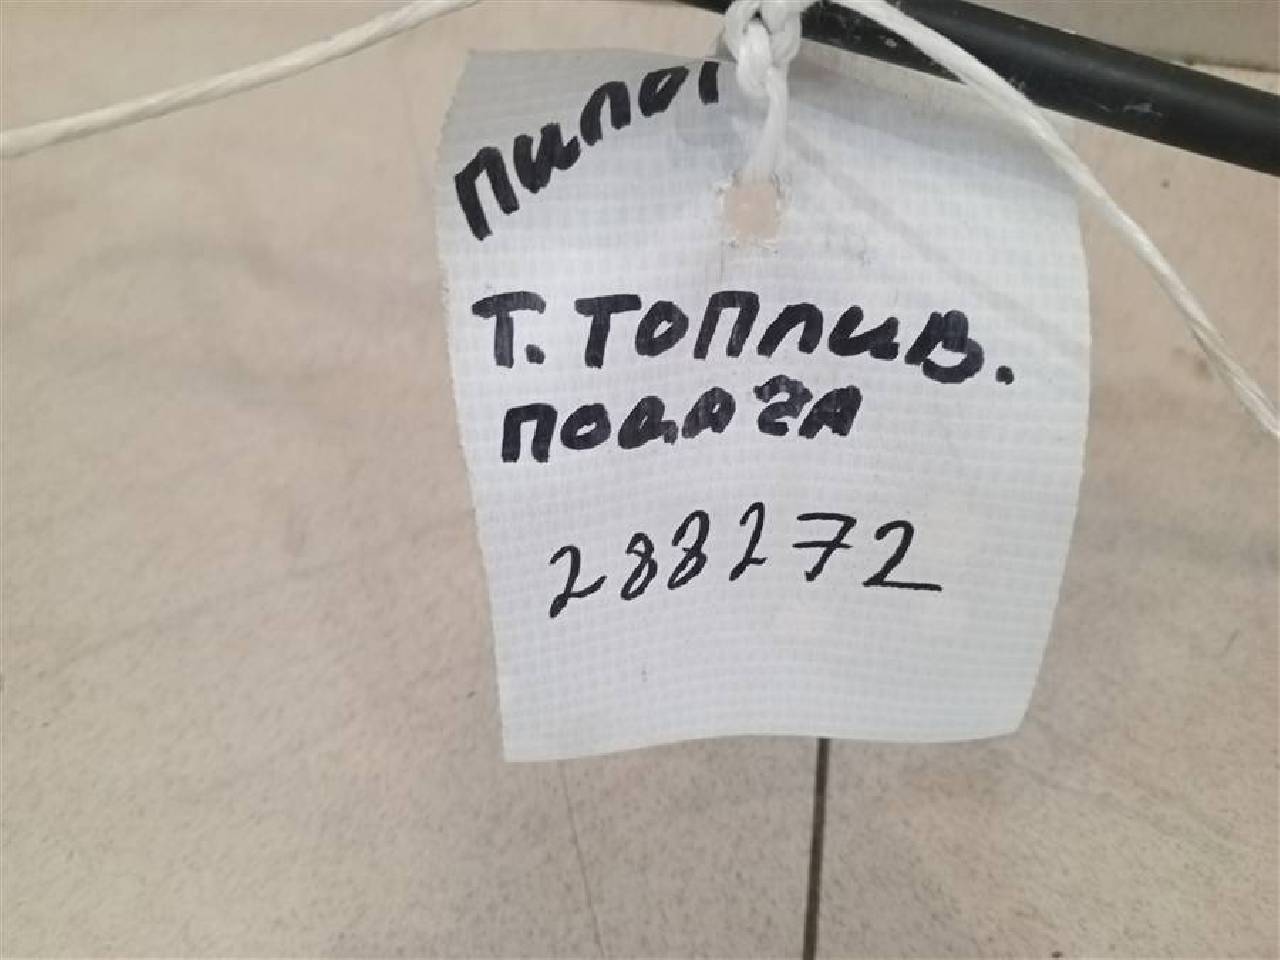 Пилот
Т. Топлив.
подача
288272